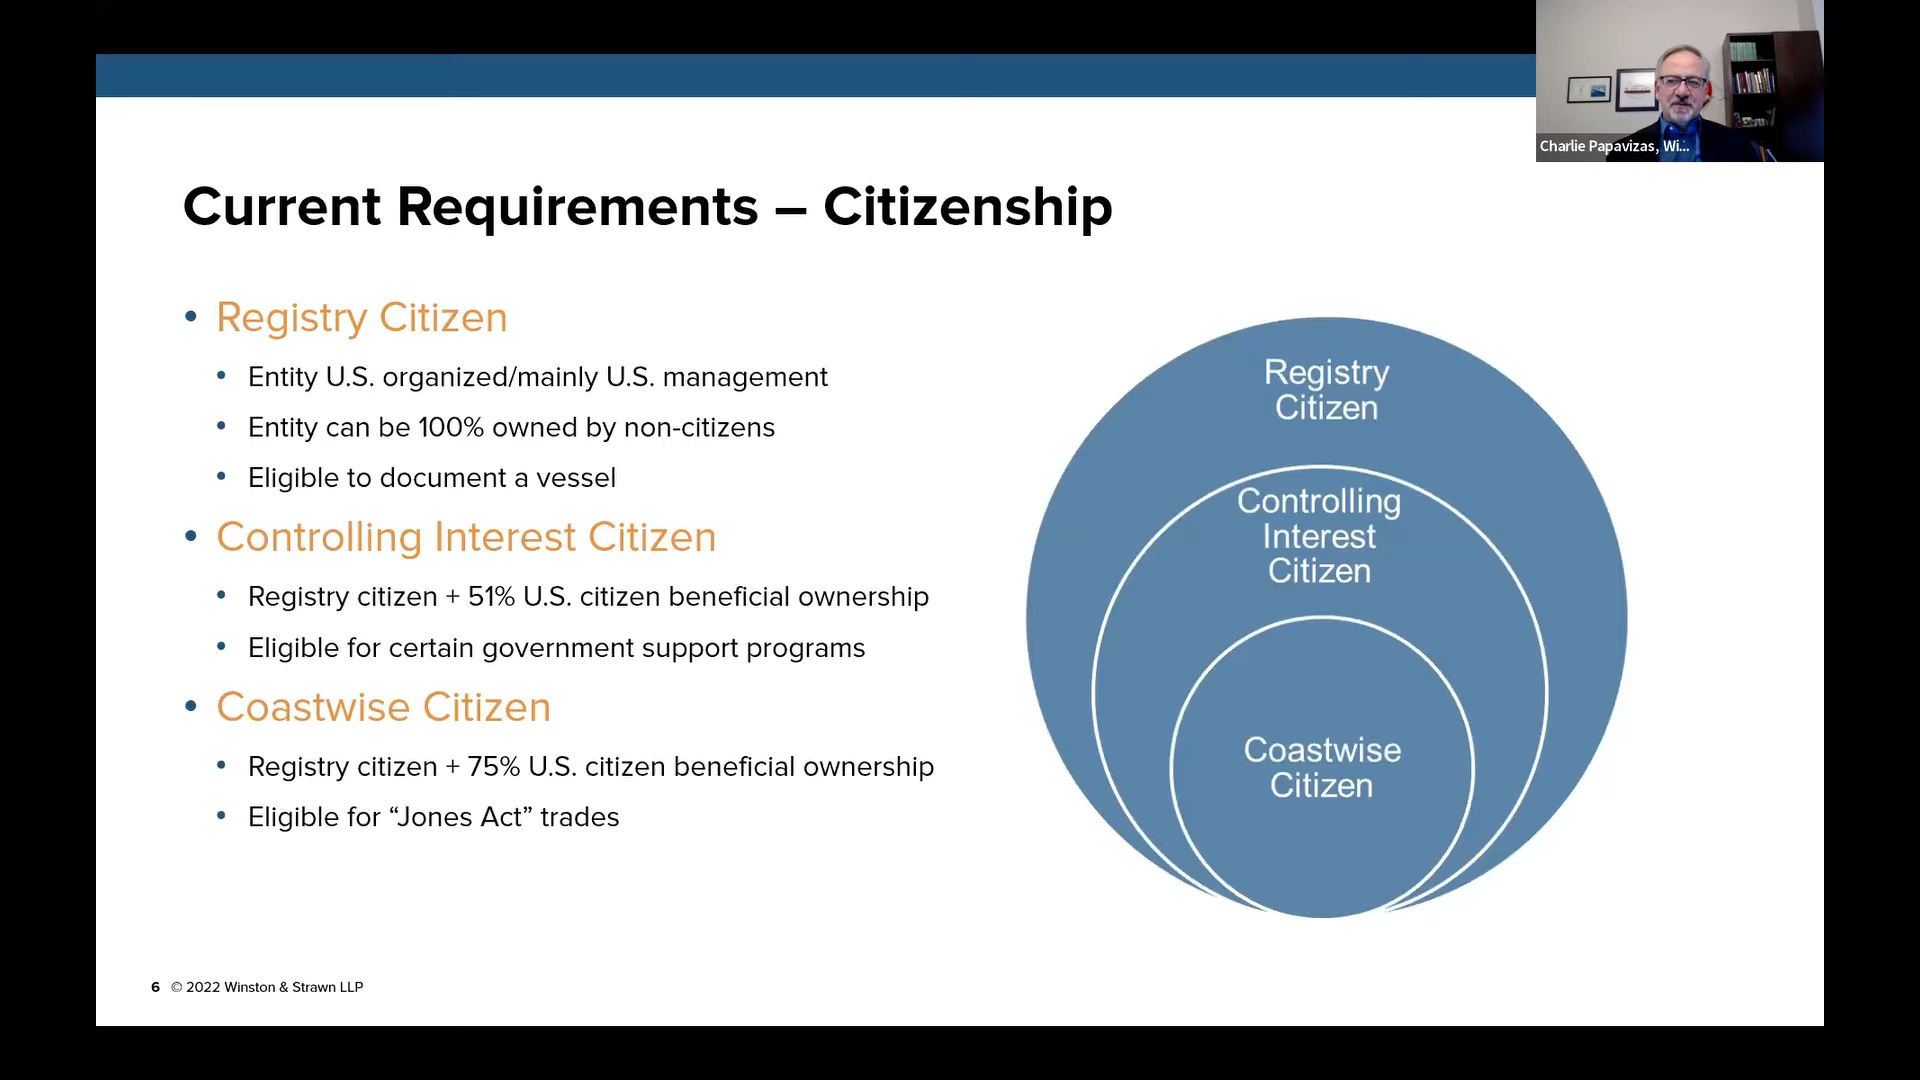 Charlie Papavizas, Wi...
Current Requirements – Citizenship
• Registry Citizen
• Entity U.S. organized/mainly U.S. management
• Entity can be 100% owned by non-citizens
• Eligible to document a vessel
• Controlling Interest Citizen
• Registry citizen + 51% U.S. citizen beneficial ownership
• Eligible for certain government support programs
• Coastwise Citizen
• Registry citizen + 75% U.S. citizen beneficial ownership
• Eligible for “Jones Act” trades
Registry
Citizen
Controlling
Interest
Citizen
Coastwise
Citizen
6 © 2022 Winston & Strawn LLP